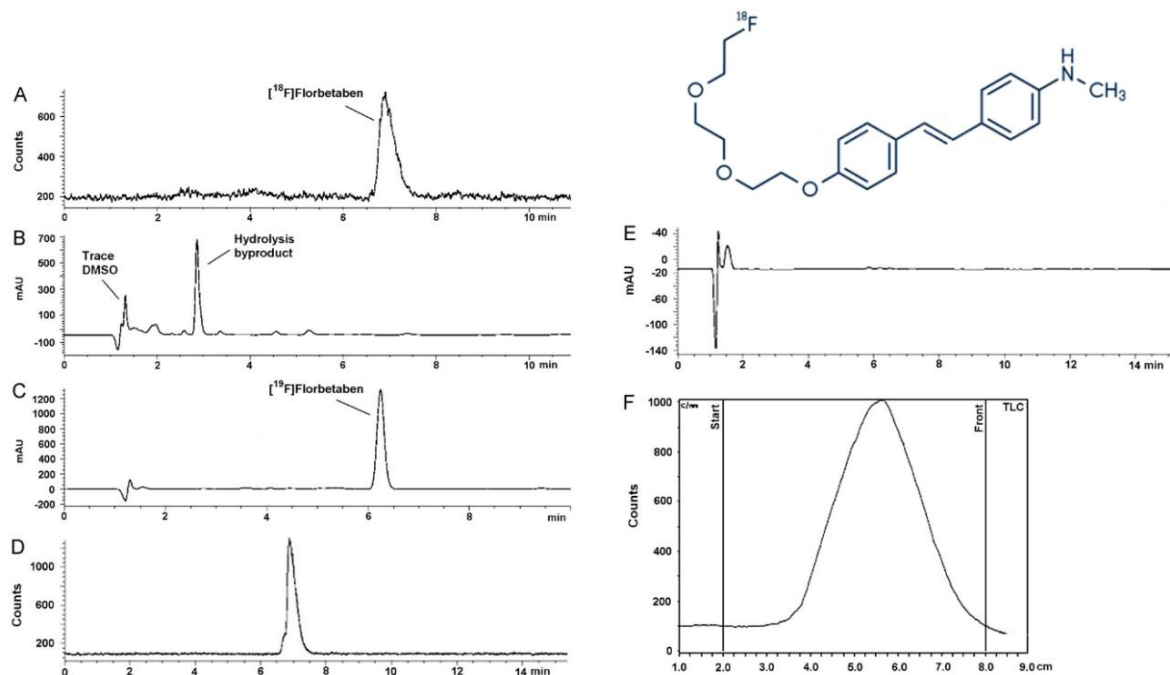 18F
O
O
O
H
N
CH3
A
[18F]Florbetaben
Counts
600
400
200
0 2 4 6 8 10 min
B
Trace
DMSO
Hydrolysis
byproduct
mAU
700
500
300
100
-100
0 2 4 6 8 10 min
C
[19F]Florbetaben
mAU
1200
1000
800
600
400
200
0
-200
0 2 4 6 8 min
D
Counts
1000
600
200
0 2 4 6 8 10 12 14
E
mAU
-40
0
-20
-60
-100
-140
0 2 4 6 8 10 12 14 min
F
Start
Front
TLC
Counts
1000
800
600
400
200
0
1.0 2.0 3.0 4.0 5.0 6.0 7.0 8.0 9.0 cm